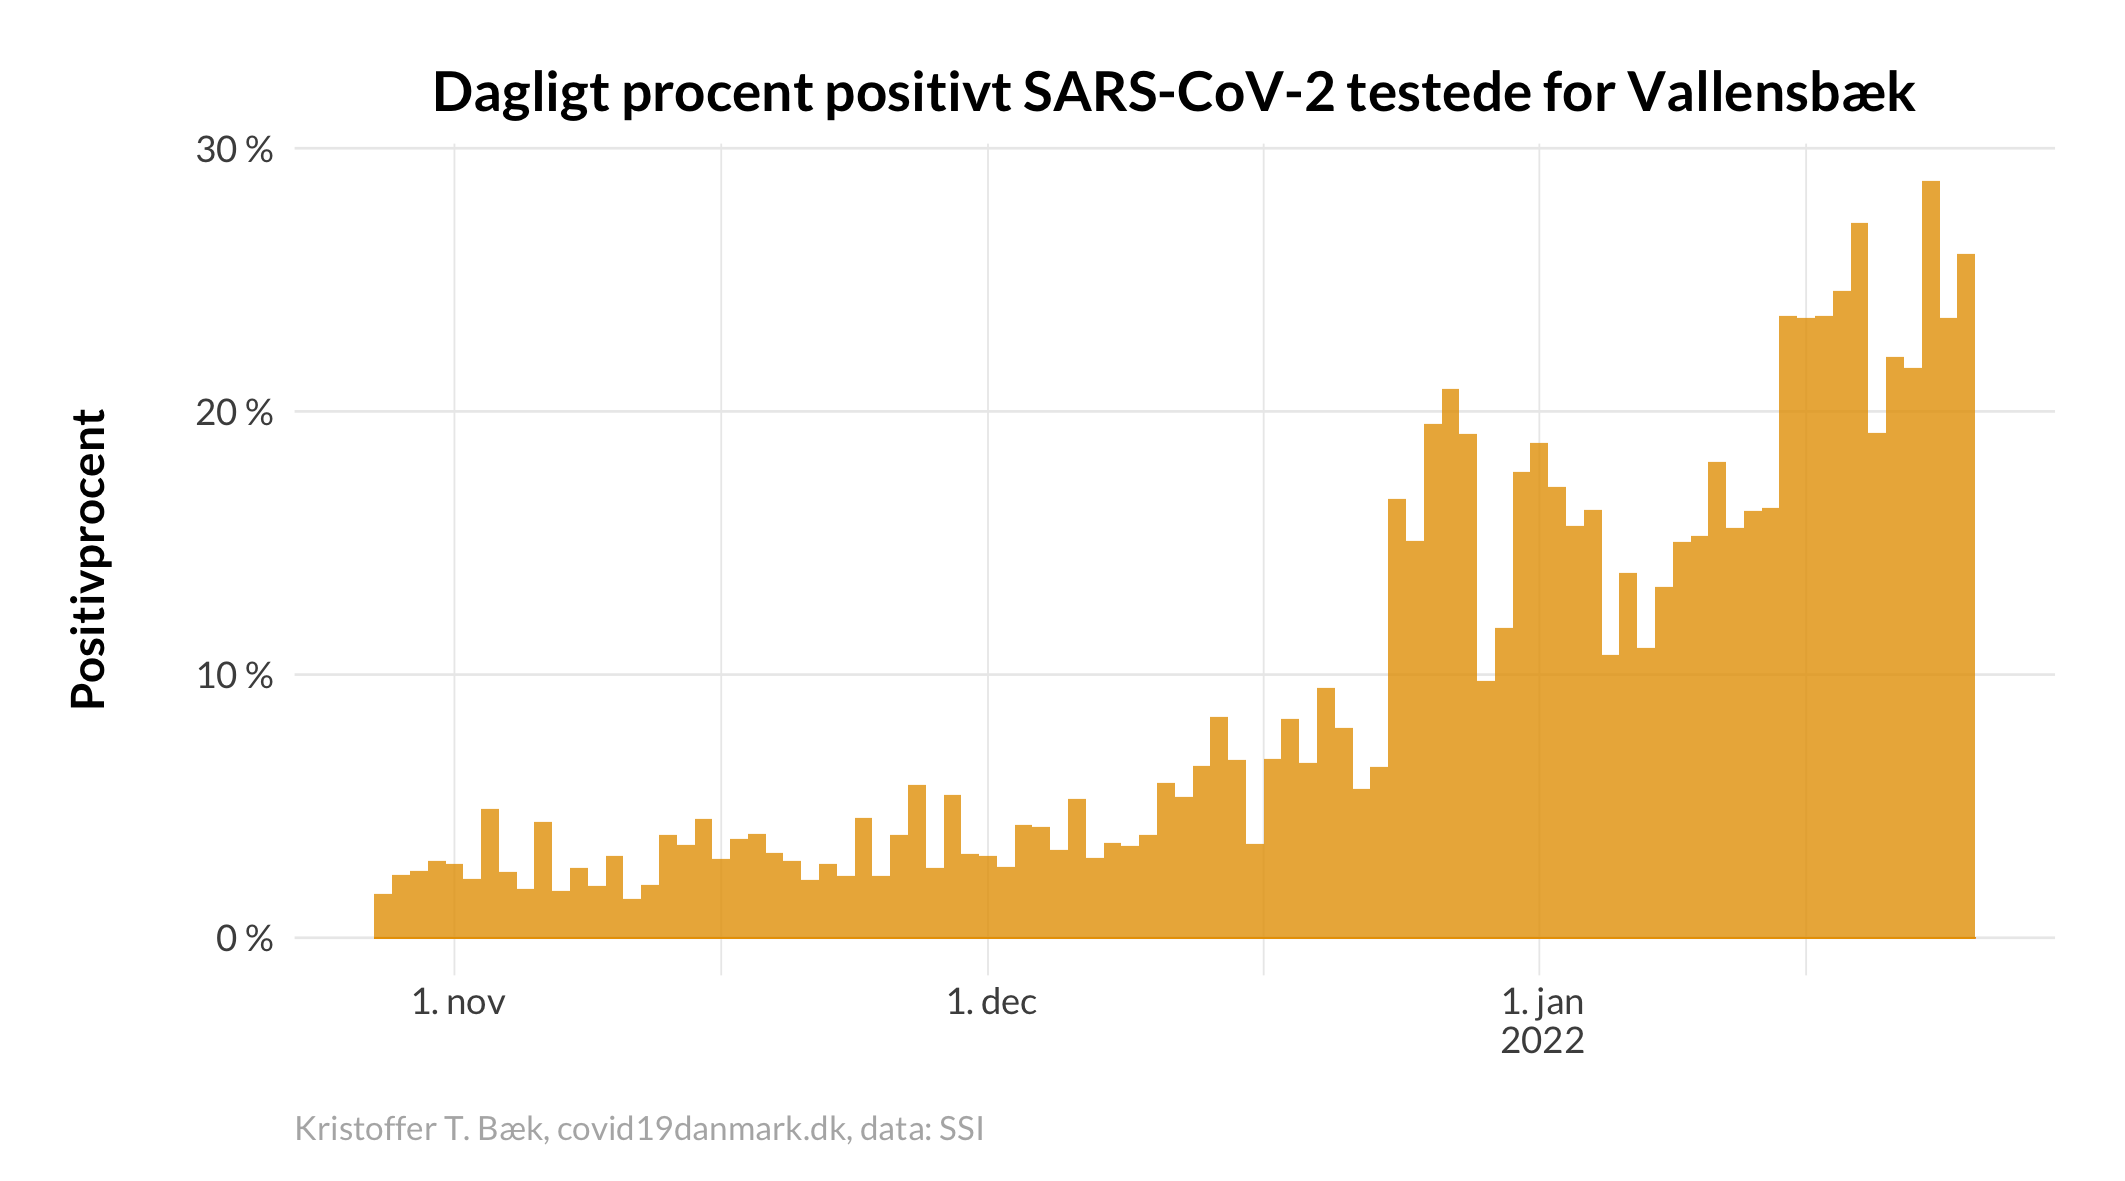 Dagligt procent positivt SARS-CoV-2 testede for Vallensbæk
Positivprocent
30 %
20 %
10 %
0 %
1. nov
1. dec
1. jan
2022
Kristoffer T. Bæk, covid19danmark.dk, data: SSI